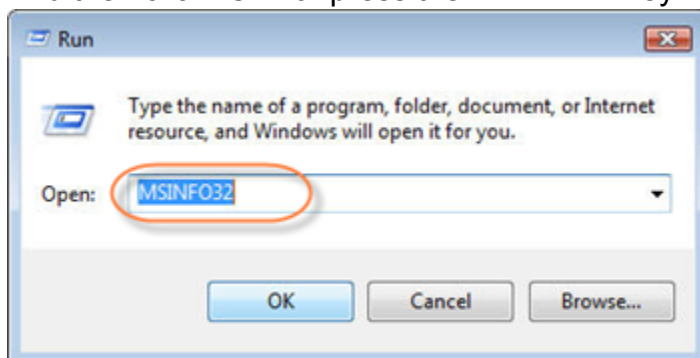 Run
Type the name of a program, folder, document, or Internet
resource, and Windows will open it for you.
Open: MSINFO32
OK Cancel Browse...